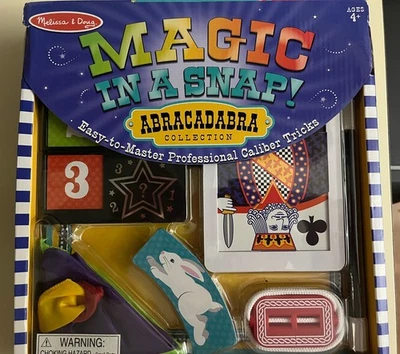 Melissa & Doug
AGES
4+
MAGIC
IN A SNAP!
ABRACADABRA
COLLECTION
Easy-to-Master Professional Caliber Tricks
3
?
WARNING:
CHOKING HAZARD